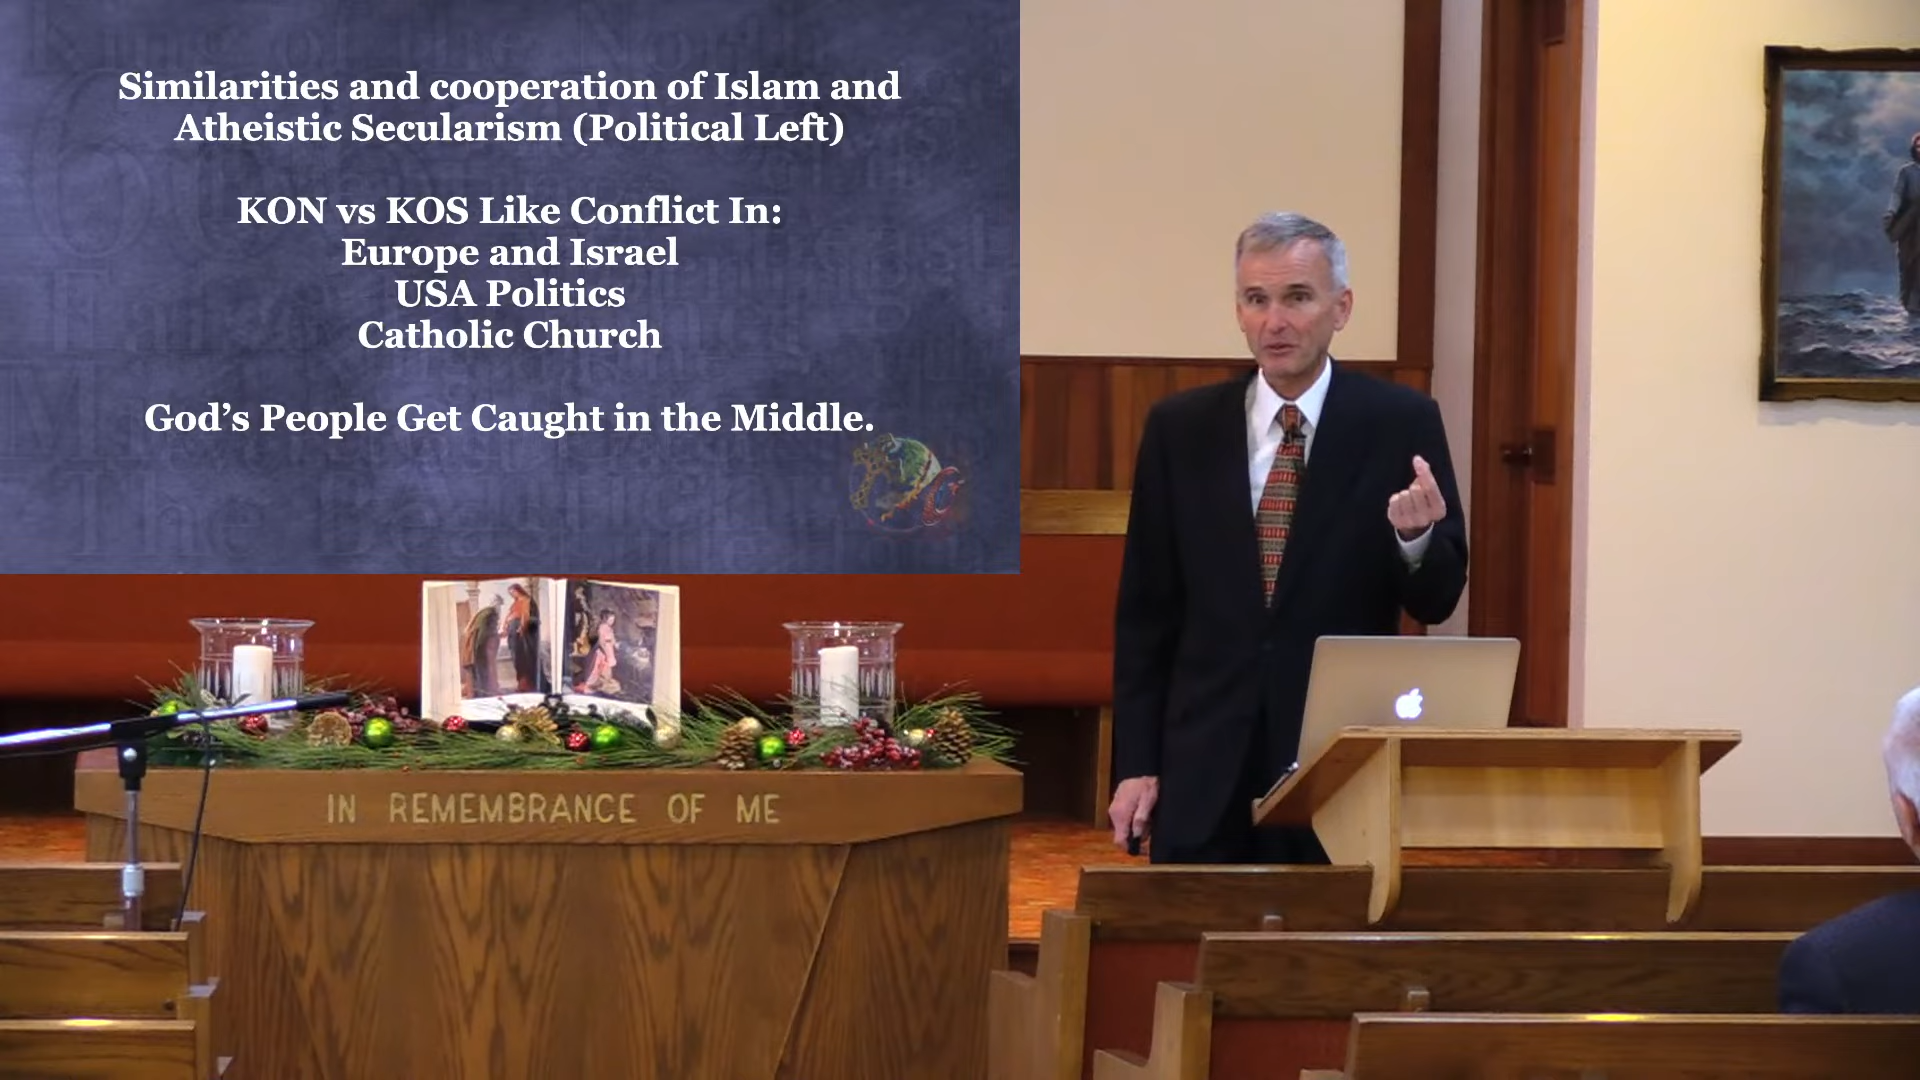 Similarities and cooperation of Islam and
Atheistic Secularism (Political Left)
KON vs KOS Like Conflict In:
Europe and Israel
USA Politics
Catholic Church
God's People Get Caught in the Middle.
IN REMEMBRANCE OF ME